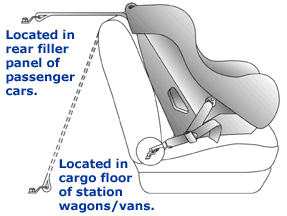 Located in
rear filler
panel of
passenger
cars.
Located in
cargo floor
of station
wagons/vans.